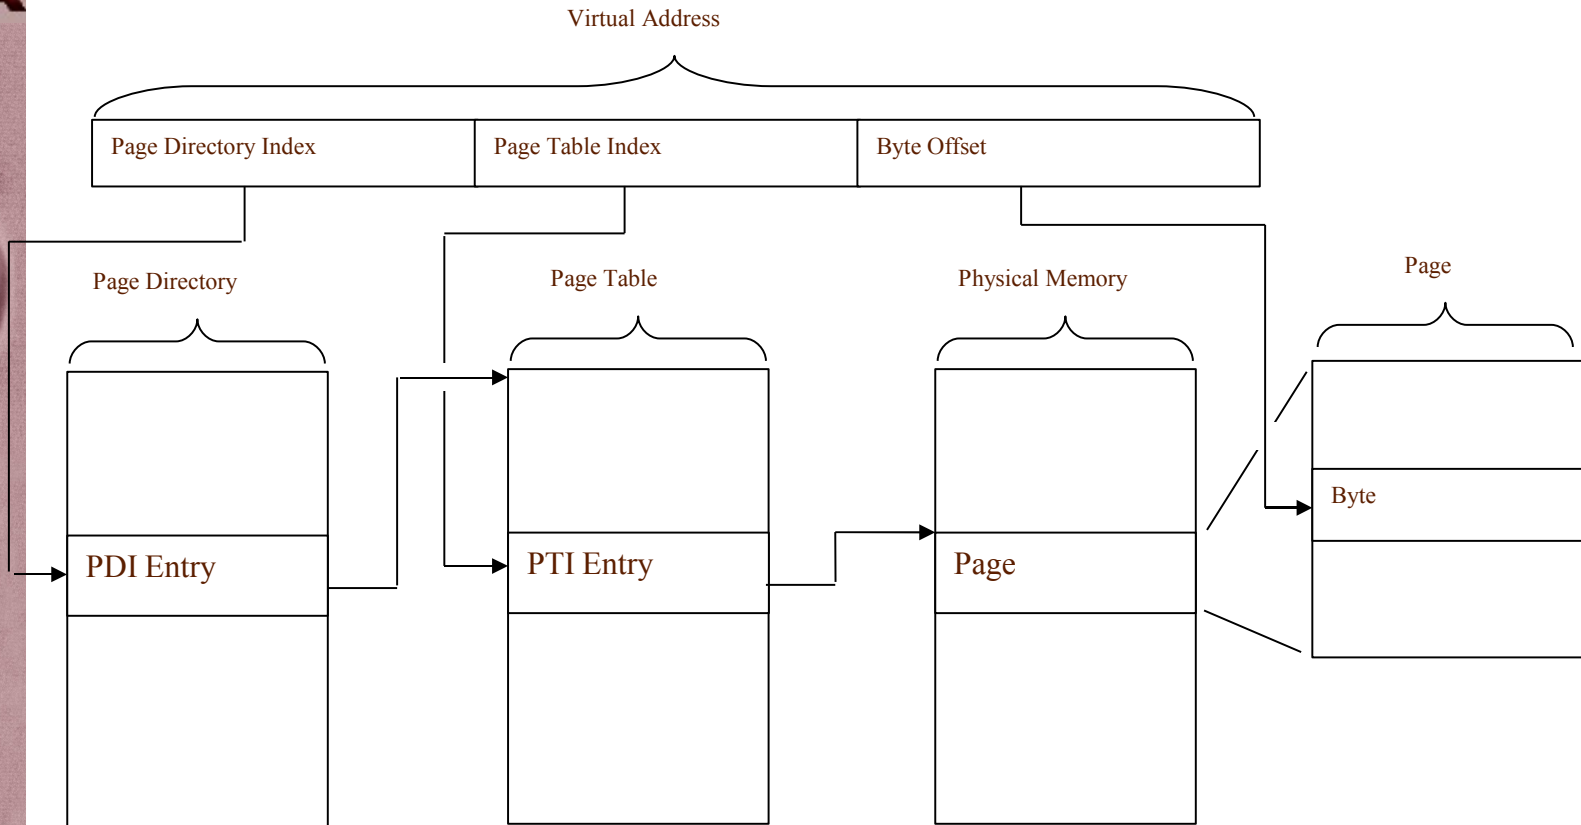 Virtual Address
Page Directory Index
Page Table Index
Byte Offset
Page Directory
Page Table
Physical Memory
Page
PDI Entry
PTI Entry
Page
Byte